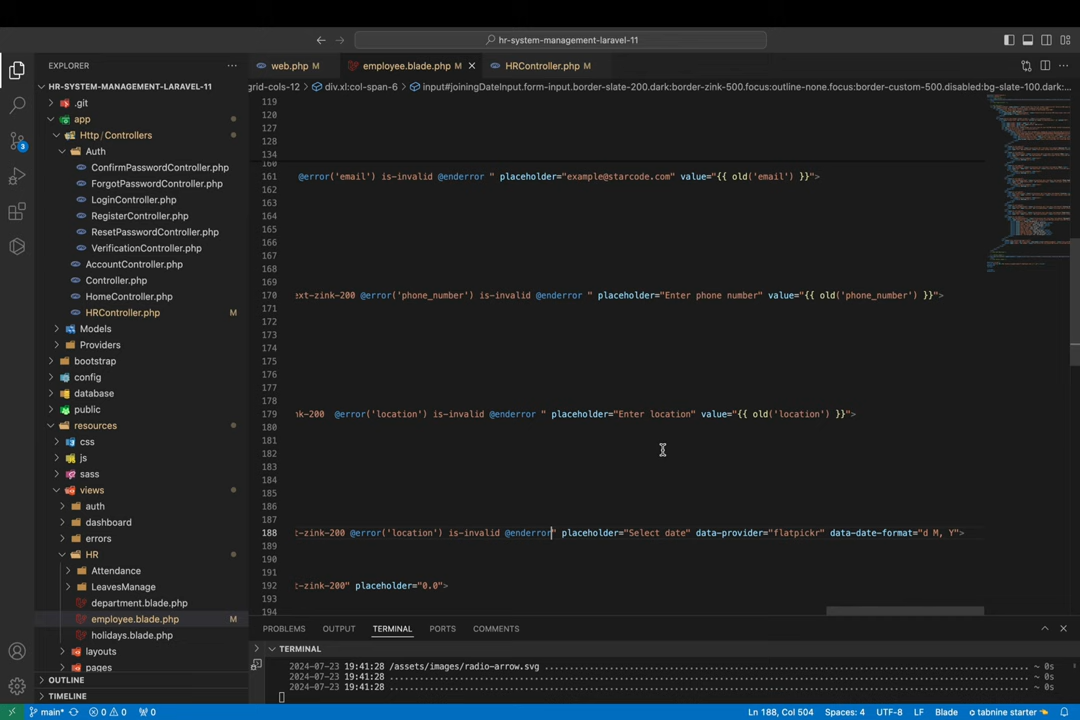 hr-system-management-laravel-11
EXPLORER
web.php M
employee.blade.php M
HRController.php M
HR-SYSTEM-MANAGEMENT-LARAVEL-11
grid-cols-12 > div.xl:col-span-6 > input#joiningDateInput.form-input.border-slate-200.dark:border-zink-500.focus:outline-none.focus:border-custom-500.disabled:bg-slate-100.dark:...
.git
app
Http / Controllers
Auth
ConfirmPasswordController.php
ForgotPasswordController.php
LoginController.php
RegisterController.php
ResetPasswordController.php
VerificationController.php
AccountController.php
Controller.php
HomeController.php
HRController.php M
Models
Providers
bootstrap
config
database
public
resources
css
js
sass
views
auth
dashboard
errors
HR
Attendance
LeavesManage
department.blade.php
employee.blade.php M
holidays.blade.php
layouts
pages
OUTLINE
TIMELINE
119
120
127
128
134
160
161 @error('email') is-invalid @enderror " placeholder="example@starcode.com" value="{{ old('email') }}">
162
163
164
165
166
167
168
169
170 ext-zink-200 @error('phone_number') is-invalid @enderror " placeholder="Enter phone number" value="{{ old('phone_number') }}">
171
172
173
174
175
176
177
178
179 nk-200 @error('location') is-invalid @enderror " placeholder="Enter location" value="{{ old('location') }}">
180
181
182
183
184
185
186
187
188 t-zink-200 @error('location') is-invalid @enderror" placeholder="Select date" data-provider="flatpickr" data-date-format="d M, Y">
189
190
191
192 t-zink-200" placeholder="0.0">
193
194
PROBLEMS OUTPUT TERMINAL PORTS COMMENTS
TERMINAL
2024-07-23 19:41:28 /assets/images/radio-arrow.svg ~ 0s
2024-07-23 19:41:28 ~ 0s
2024-07-23 19:41:28 ~ 0s
3
main* 0 0 0 Ln 188, Col 504 Spaces: 4 UTF-8 LF Blade tabnine starter